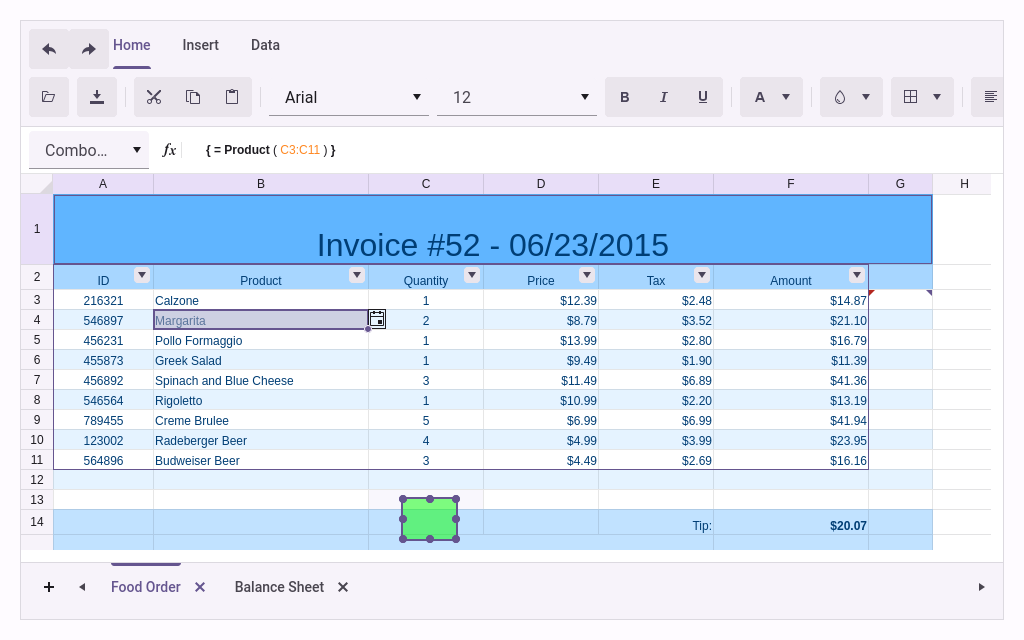 Home Insert Data
Arial 12 B I U A
Combo... fx { = Product ( C3:C11 ) }
A B C D E F G H
1 Invoice #52 - 06/23/2015
2 ID Product Quantity Price Tax Amount
3 216321 Calzone 1 $12.39 $2.48 $14.87
4 546897 Margarita 2 $8.79 $3.52 $21.10
5 456231 Pollo Formaggio 1 $13.99 $2.80 $16.79
6 455873 Greek Salad 1 $9.49 $1.90 $11.39
7 456892 Spinach and Blue Cheese 3 $11.49 $6.89 $41.36
8 546564 Rigoletto 1 $10.99 $2.20 $13.19
9 789455 Creme Brulee 5 $6.99 $6.99 $41.94
10 123002 Radeberger Beer 4 $4.99 $3.99 $23.95
11 564896 Budweiser Beer 3 $4.49 $2.69 $16.16
12
13
14 Tip: $20.07
Food Order Balance Sheet